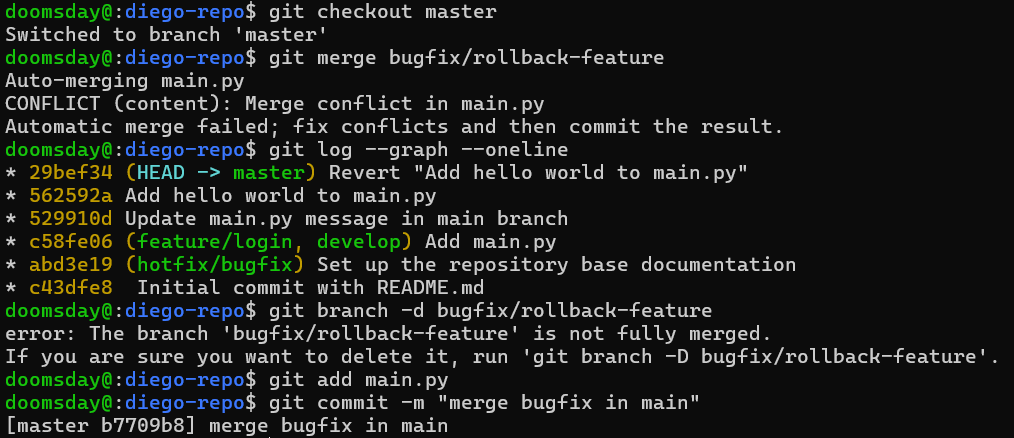 doomsday@:diego-repo$ git checkout master
Switched to branch 'master'
doomsday@:diego-repo$ git merge bugfix/rollback-feature
Auto-merging main.py
CONFLICT (content): Merge conflict in main.py
Automatic merge failed; fix conflicts and then commit the result.
doomsday@:diego-repo$ git log --graph --oneline
* 29bef34 (HEAD -> master) Revert "Add hello world to main.py"
* 562592a Add hello world to main.py
* 529910d Update main.py message in main branch
* c58fe06 (feature/login, develop) Add main.py
* abd3e19 (hotfix/bugfix) Set up the repository base documentation
* c43dfe8  Initial commit with README.md
doomsday@:diego-repo$ git branch -d bugfix/rollback-feature
error: The branch 'bugfix/rollback-feature' is not fully merged.
If you are sure you want to delete it, run 'git branch -D bugfix/rollback-feature'.
doomsday@:diego-repo$ git add main.py
doomsday@:diego-repo$ git commit -m "merge bugfix in main"
[master b7709b8] merge bugfix in main